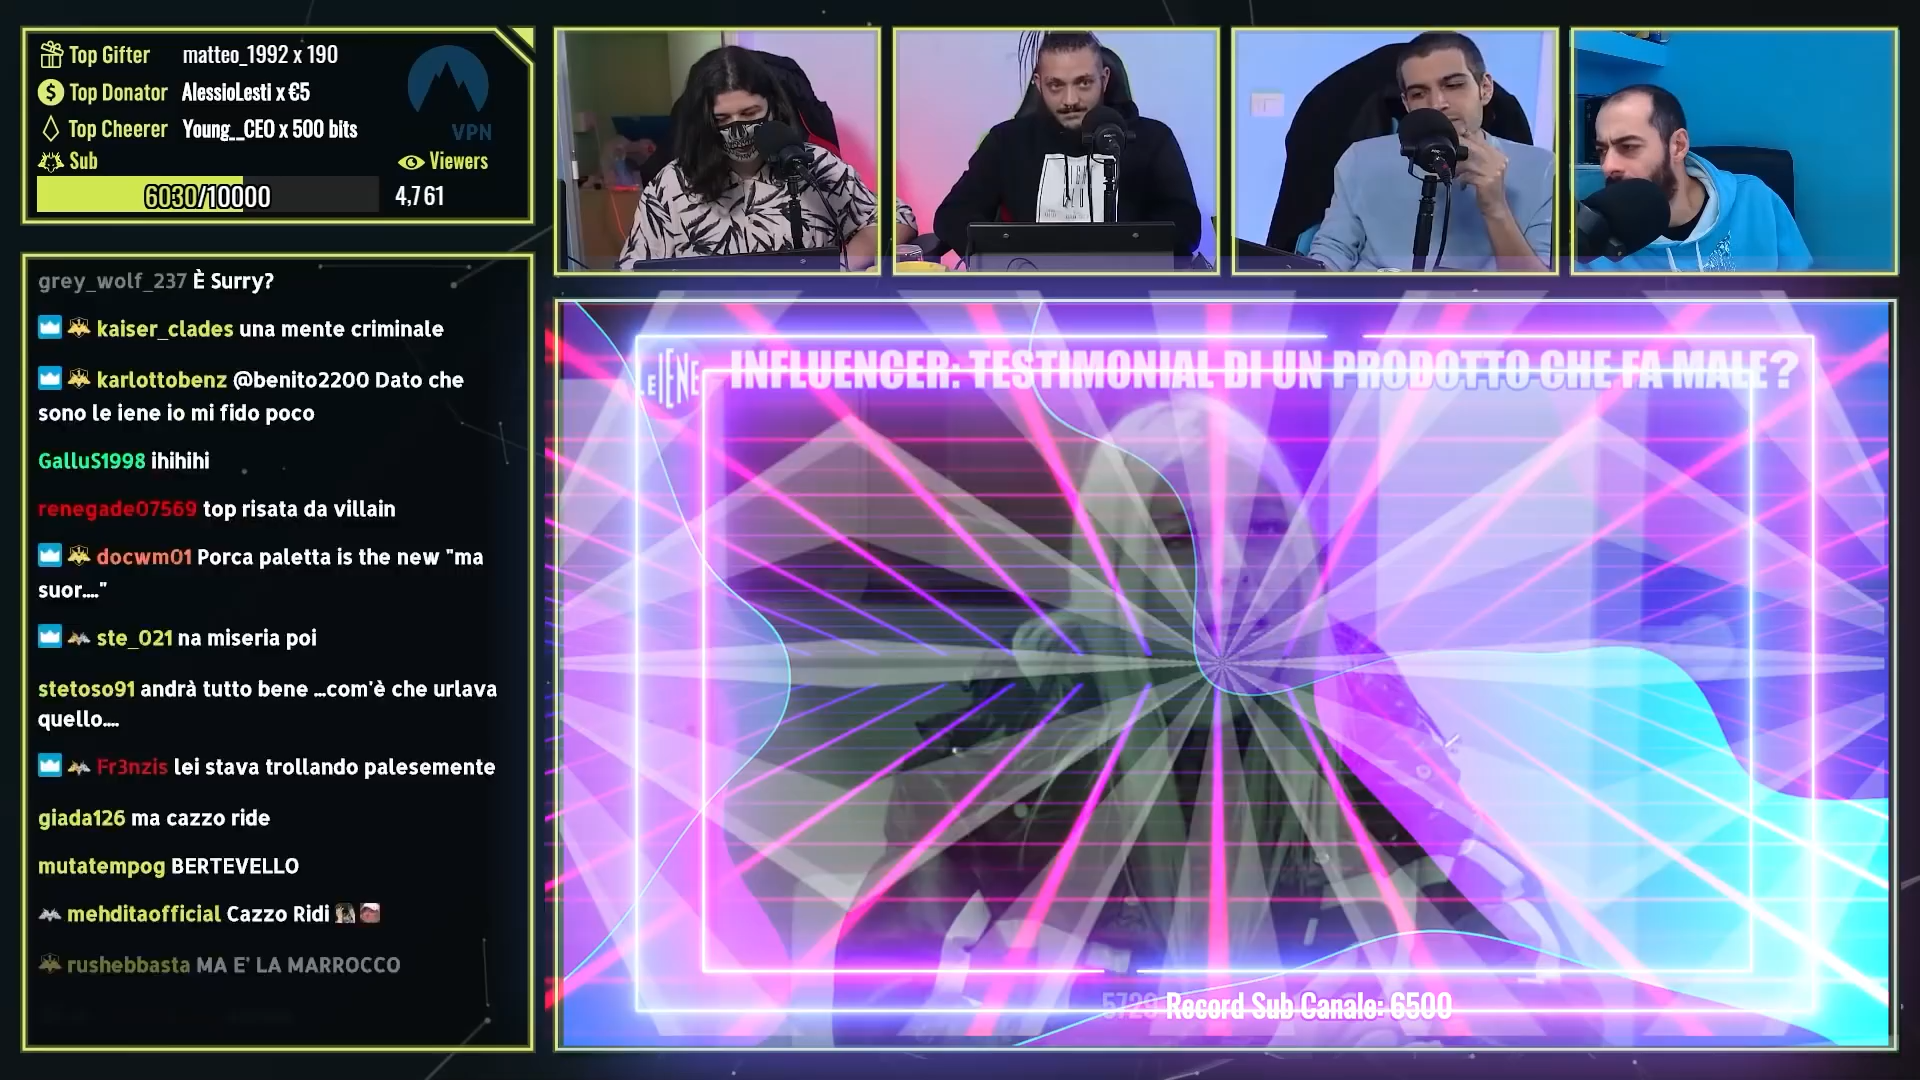 Top Gifter matteo_1992 x 190
Top Donator AlessioLesti x €5
Top Cheerer Young__CEO x 500 bits
VPN
Sub
Viewers
6030/10000
4,761
grey_wolf_237 È Surry?
kaiser_clades una mente criminale
karlottobenz @benito2200 Dato che
sono le iene io mi fido poco
GalluS1998 ihihihi
renegade07569 top risata da villain
docwm01 Porca paletta is the new "ma
suor...."
ste_021 na miseria poi
stetoso91 andrà tutto bene ...com'è che urlava
quello....
Fr3nzis lei stava trollando palesemente
giada126 ma cazzo ride
mutatempog BERTEVELLO
mehditaofficial Cazzo Ridi
rushebbasta MA E' LA MARROCCO
LE IENE
INFLUENCER: TESTIMONIAL DI UN PRODOTTO CHE FA MALE?
5729 Record Sub Canale: 6500